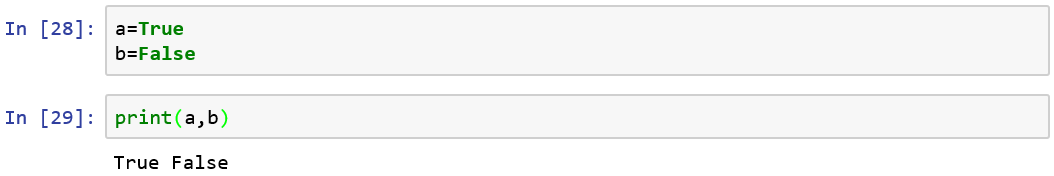 In [28]: a=True
b=False
In [29]: print(a,b)
True False